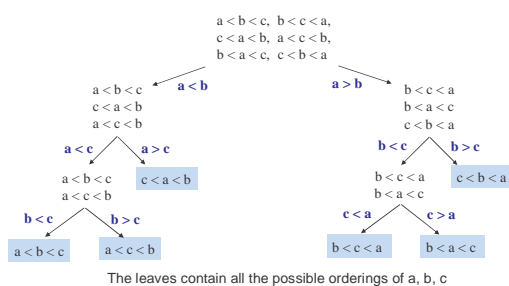 a < b < c, b < c < a,
c < a < b, a < c < b,
b < a < c, c < b < a
a < b
a > b
a < b < c
c < a < b
a < c < b
b < c < a
b < a < c
c < b < a
a < c
a > c
b < c
b > c
a < b < c
a < c < b
c < a < b
b < c < a
b < a < c
c < b < a
b < c
b > c
c < a
c > a
a < b < c
a < c < b
b < c < a
b < a < c
The leaves contain all the possible orderings of a, b, c